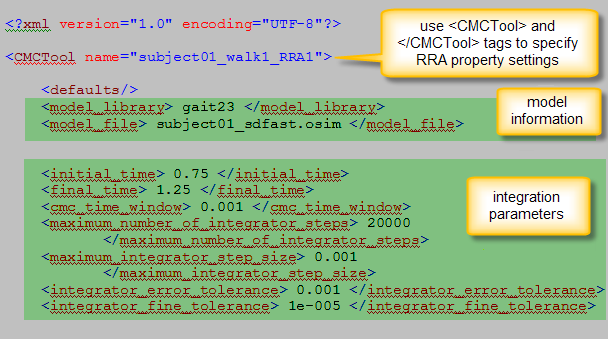 <?xml version="1.0" encoding="UTF-8"?>
use <CMCTool> and
</CMCTool> tags to specify
RRA property settings
<CMCTool name="subject01_walk1_RRA1">
<defaults/>
<model_library> gait23 </model_library>
<model_file> subject01_sdfast.osim </model_file>
model
information
<initial_time> 0.75 </initial_time>
<final_time> 1.25 </final_time>
<cmc_time_window> 0.001 </cmc_time_window>
<maximum_number_of_integrator_steps> 20000
</maximum_number_of_integrator_steps>
<maximum_integrator_step_size> 0.001
</maximum_integrator_step_size>
<integrator_error_tolerance> 0.001 </integrator_error_tolerance>
<integrator_fine_tolerance> 1e-005 </integrator_fine_tolerance>
integration
parameters